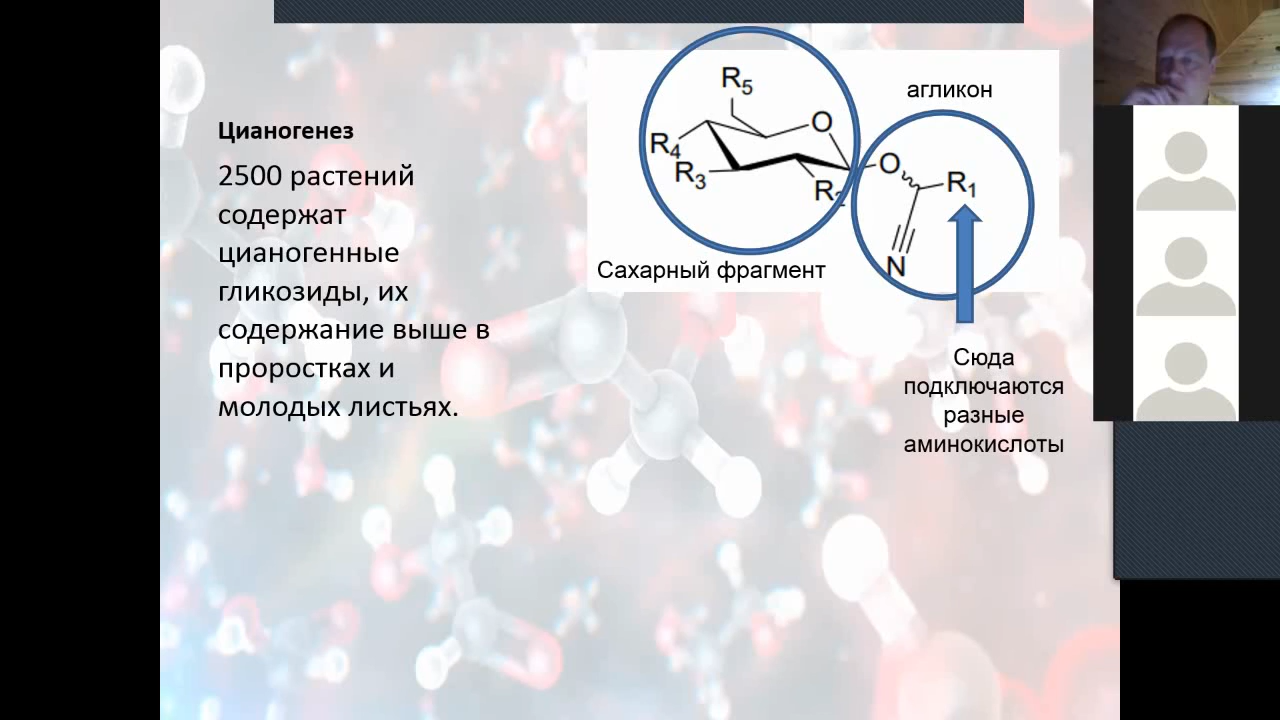 Цианогенез
2500 растений
содержат
цианогенные
гликозиды, их
содержание выше в
проростках и
молодых листьях.
R5
O
R4
R3
R2
Сахарный фрагмент
агликон
O
R1
N
Сюда
подключаются
разные
аминокислоты